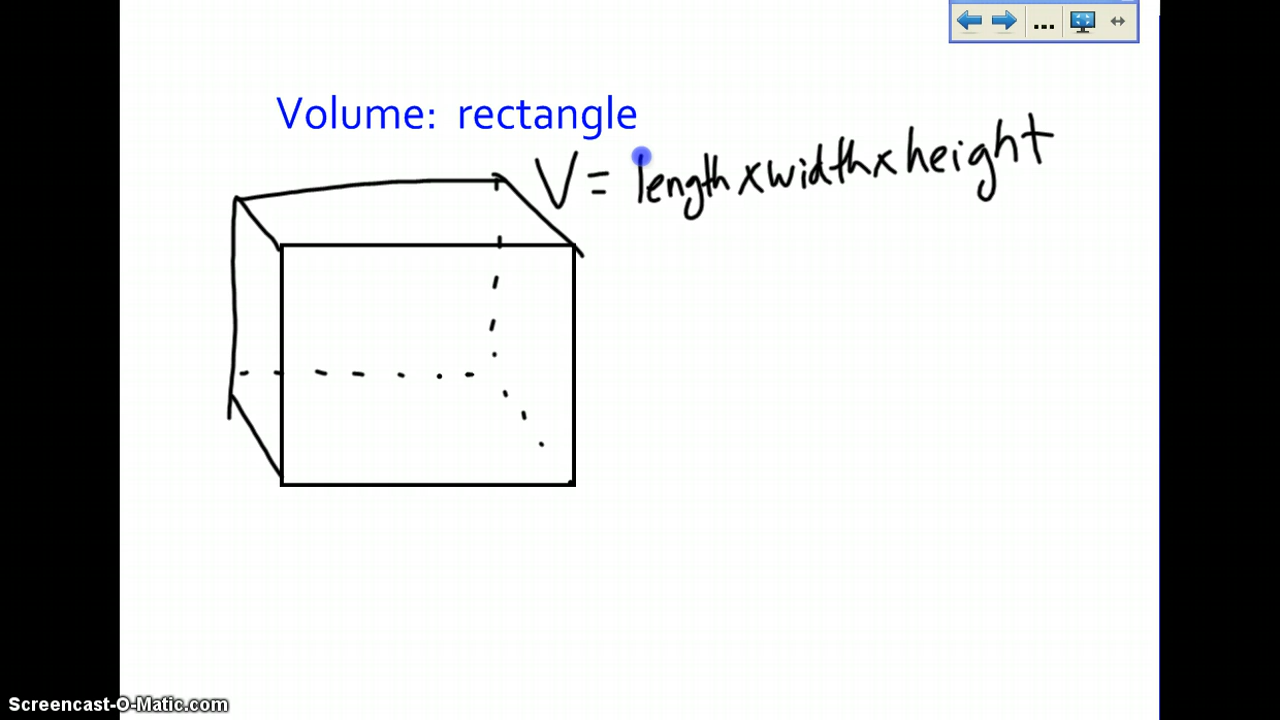 Volume: rectangle
V = length x width x height
Screencast-O-Matic.com